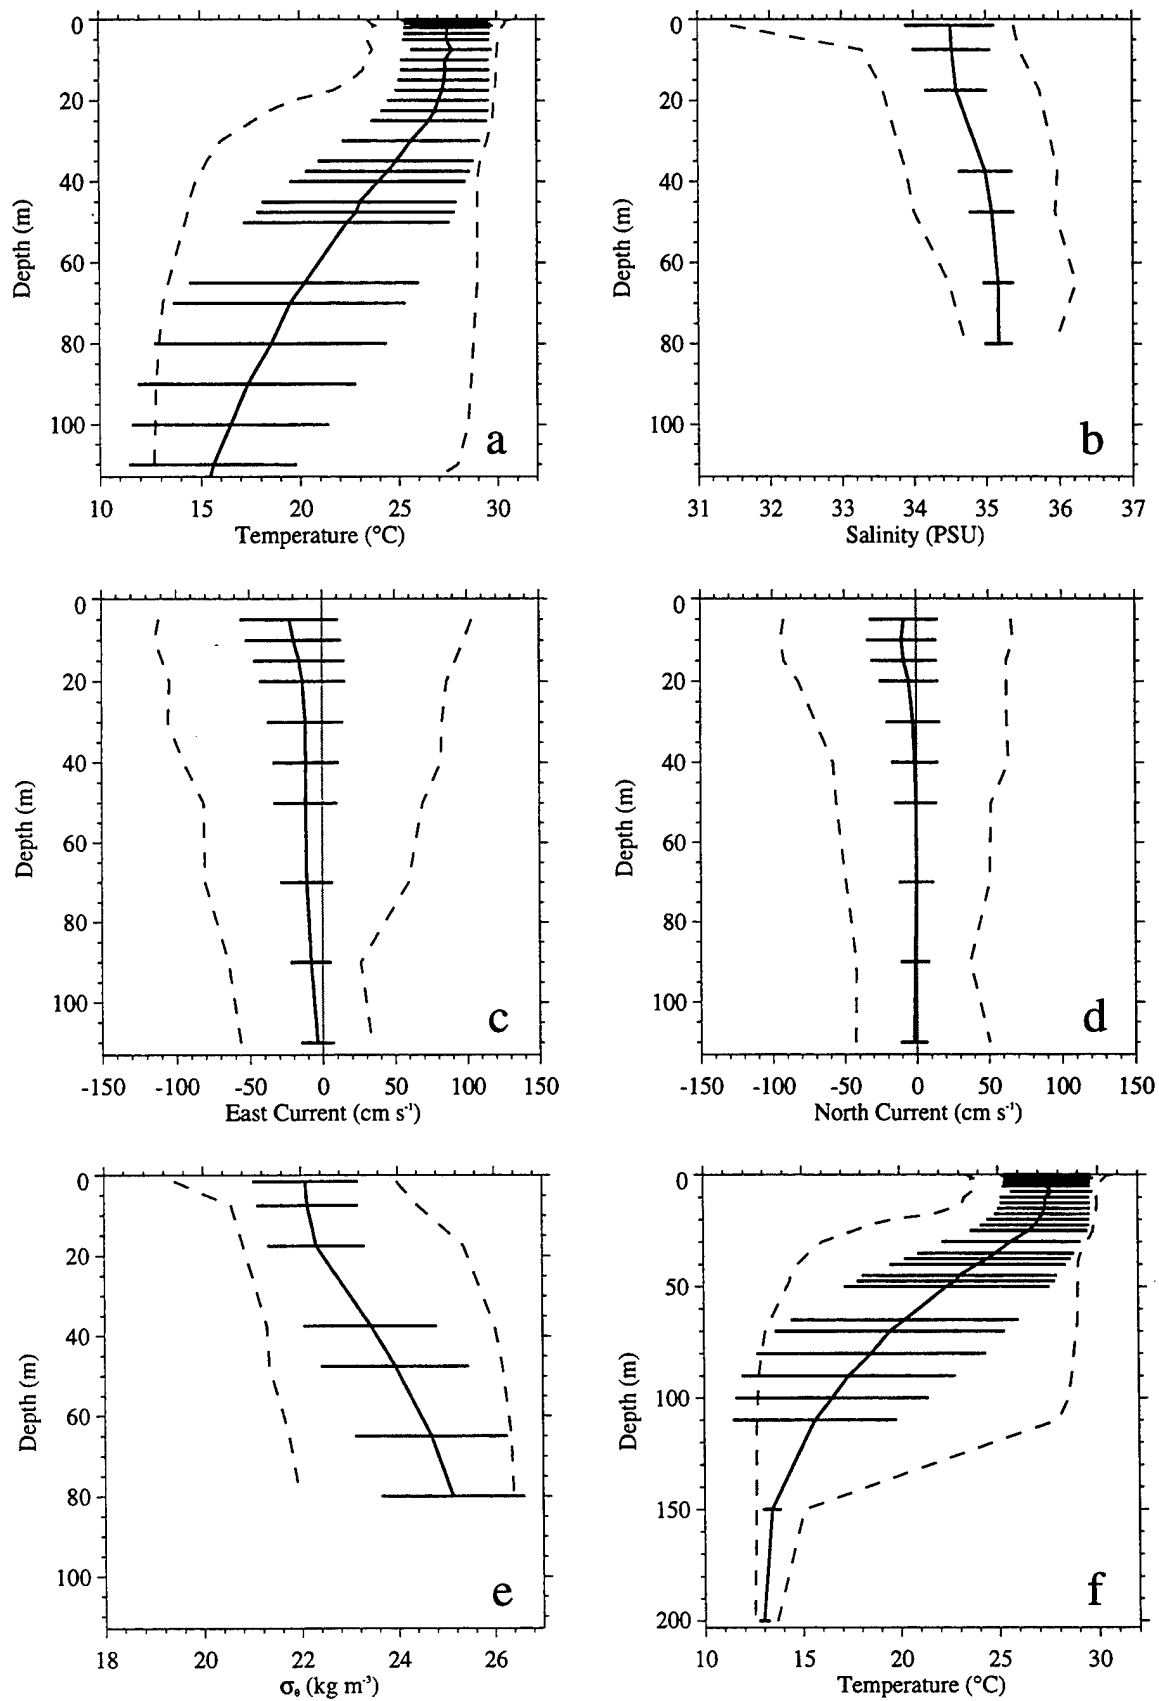 0
20
40
60
80
100
Depth (m)
a
10 15 20 25 30
Temperature (°C)
0
20
40
60
80
100
Depth (m)
b
31 32 33 34 35 36 37
Salinity (PSU)
0
20
40
60
80
100
Depth (m)
c
-150 -100 -50 0 50 100 150
East Current (cm s⁻¹)
0
20
40
60
80
100
Depth (m)
d
-150 -100 -50 0 50 100 150
North Current (cm s⁻¹)
0
20
40
60
80
100
Depth (m)
e
18 20 22 24 26
σ₀ (kg m⁻³)
0
50
100
150
200
Depth (m)
f
10 15 20 25 30
Temperature (°C)